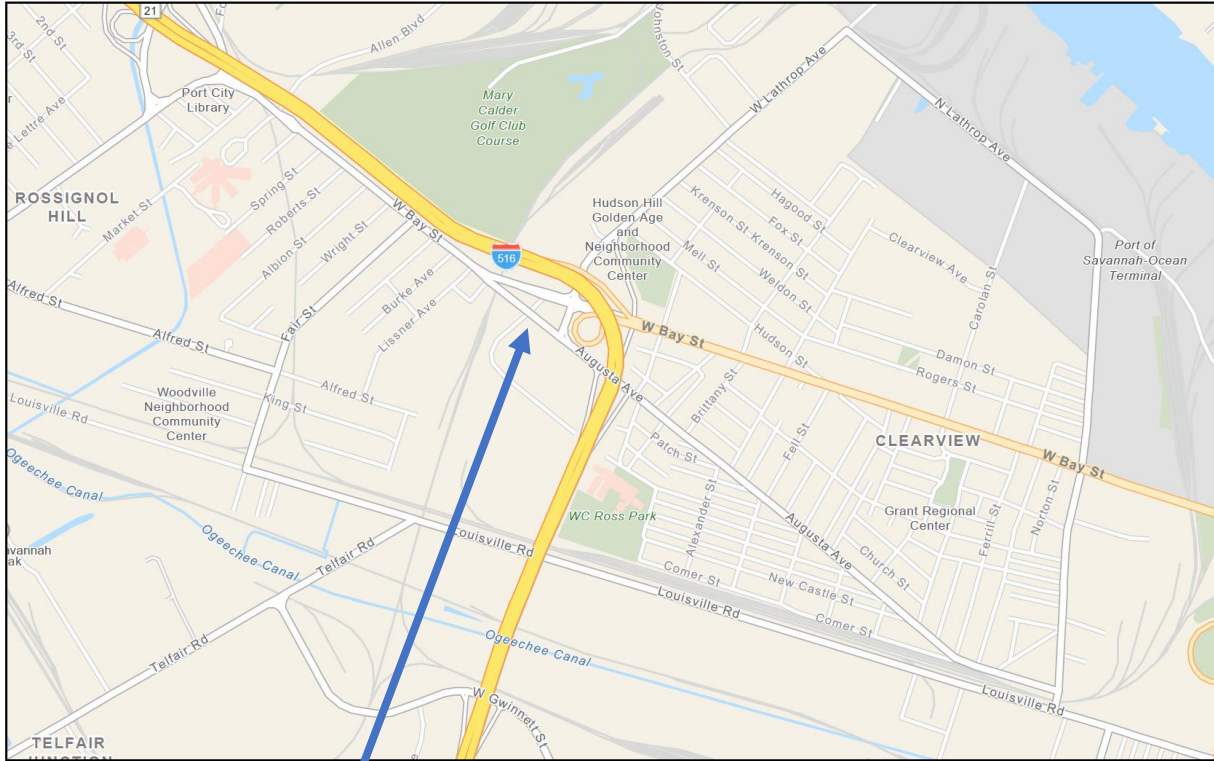 21
2nd St
3rd St
Allen Blvd
Johnston St
Port City
Library
Mary
Calder
Golf Club
Course
W Lathrop Ave
N Lathrop Ave
Lettre Ave
ROSSIGNOL
HILL
Market St
Spring St
Roberts St
Albion St
Wright St
W Bay St
Hudson Hill
Golden Age
and
Neighborhood
Community
Center
Krenson St
Krenson St
Hagood St
Fox St
Mell St
Weldon St
Clearview Ave
Carolan St
Port of
Savannah-Ocean
Terminal
516
Burke Ave
Lissner Ave
Fair St
Alfred St
Alfred St
Alfred St
W Bay St
Hudson St
Damon St
Rogers St
Augusta Ave
Woodville
Neighborhood
Community
Center
King St
Louisville Rd
Brittany St
Patch St
Fell St
CLEARVIEW
W Bay St
Ogeechee Canal
WC Ross Park
Alexander St
Grant Regional
Center
Norton St
Ferrill St
Augusta Ave
Church St
Ogeechee Canal
Telfair Rd
Louisville Rd
Comer St
New Castle St
Louisville Rd
Comer St
Telfair Rd
Ogeechee Canal
W Gwinnett St
Louisville Rd
TELFAIR